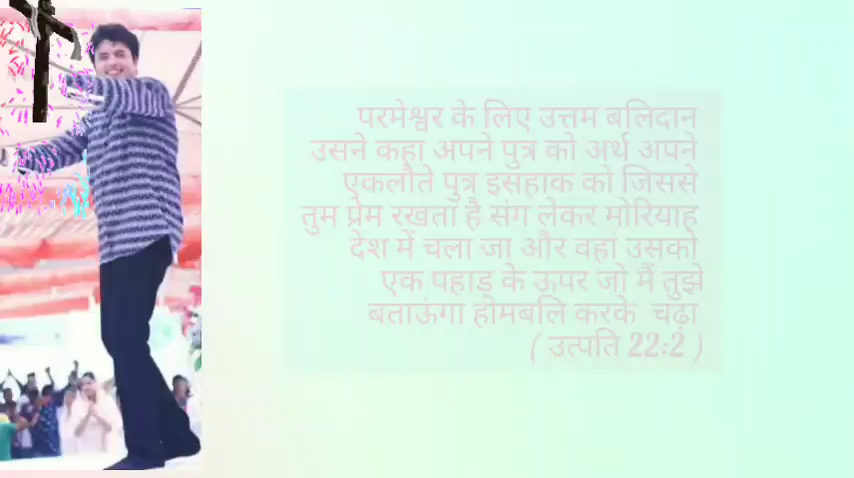 परमेश्वर के लिए उत्तम बलिदान
उसने कहा अपने पुत्र को अर्थ अपने
एकलौते पुत्र इसहाक को जिससे
तुम प्रेम रखता है संग लेकर मोरियाह
देश में चला जा और वहां उसको
एक पहाड़ के ऊपर जो मैं तुझे
बताऊंगा होमबलि करके चढ़ा
( उत्पति 22:2 )